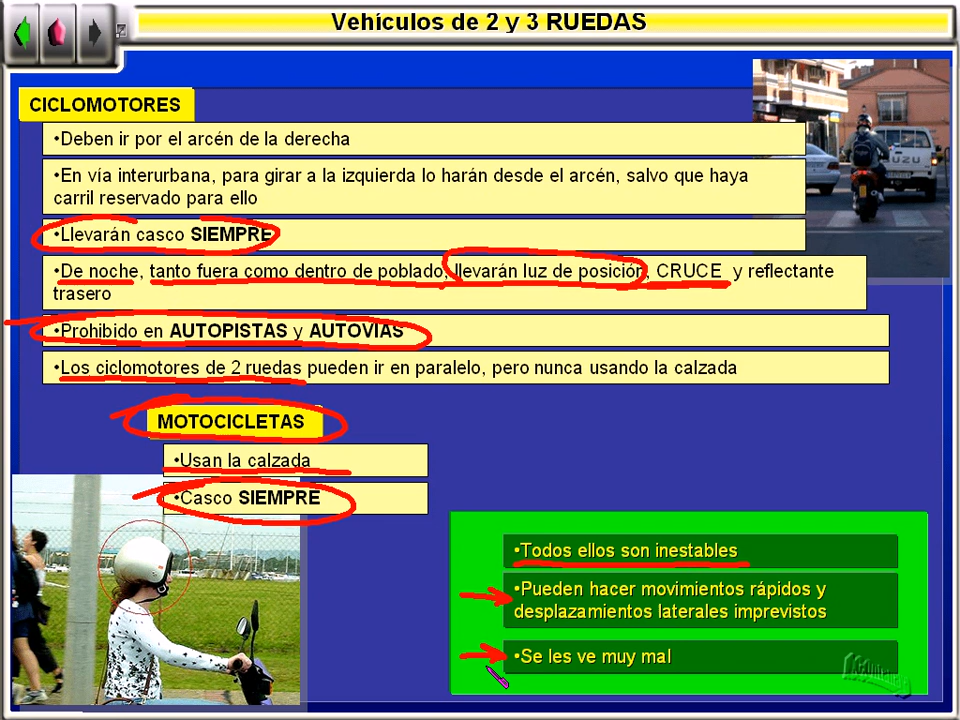 Vehículos de 2 y 3 RUEDAS
CICLOMOTORES
•Deben ir por el arcén de la derecha
•En vía interurbana, para girar a la izquierda lo harán desde el arcén, salvo que haya
carril reservado para ello
•Llevarán casco SIEMPRE
•De noche, tanto fuera como dentro de poblado, llevarán luz de posición, CRUCE y reflectante
trasero
•Prohibido en AUTOPISTAS y AUTOVIAS
•Los ciclomotores de 2 ruedas pueden ir en paralelo, pero nunca usando la calzada
MOTOCICLETAS
•Usan la calzada
•Casco SIEMPRE
•Todos ellos son inestables
•Pueden hacer movimientos rápidos y
desplazamientos laterales imprevistos
•Se les ve muy mal